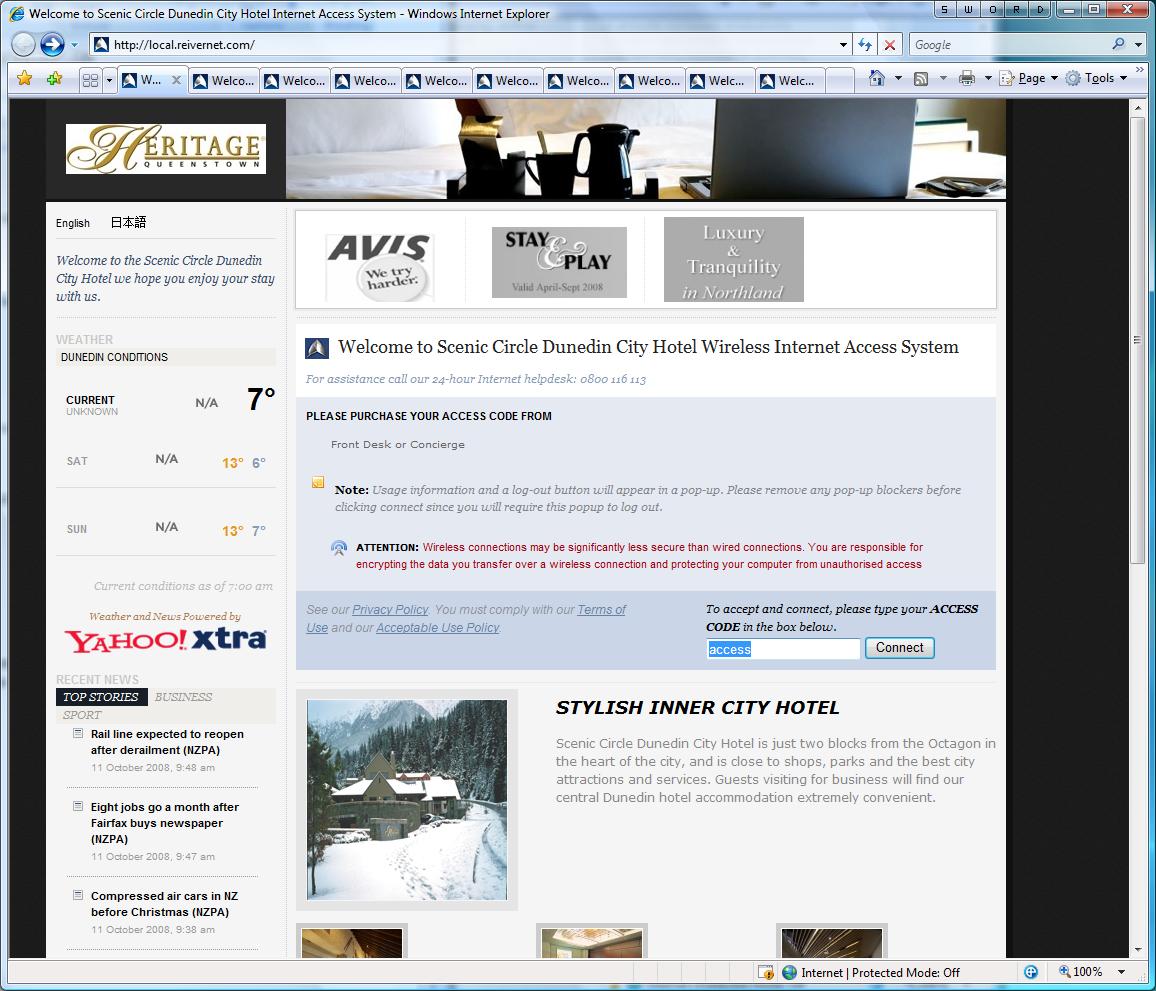 Welcome to Scenic Circle Dunedin City Hotel Internet Access System - Windows Internet Explorer
S W O R D
http://local.reivernet.com/
Google
W... Welco... Welco... Welco... Welco... Welco... Welco... Welco... Welc... Welc...
Page Tools
HERITAGE
QUEENSTOWN
English 日本語
Welcome to the Scenic Circle Dunedin
City Hotel we hope you enjoy your stay
with us.
WEATHER
DUNEDIN CONDITIONS
CURRENT
UNKNOWN
N/A
7°
SAT N/A 13° 6°
SUN N/A 13° 7°
Current conditions as of 7:00 am
Weather and News Powered by
YAHOO! xtra
RECENT NEWS
TOP STORIES BUSINESS
SPORT
Rail line expected to reopen
after derailment (NZPA)
11 October 2008, 9:48 am
Eight jobs go a month after
Fairfax buys newspaper
(NZPA)
11 October 2008, 9:47 am
Compressed air cars in NZ
before Christmas (NZPA)
11 October 2008, 9:38 am
AVIS
We try
harder.
STAY
&
PLAY
Valid April-Sept 2008
Luxury
&
Tranquility
in Northland
Welcome to Scenic Circle Dunedin City Hotel Wireless Internet Access System
For assistance call our 24-hour Internet helpdesk: 0800 116 113
PLEASE PURCHASE YOUR ACCESS CODE FROM
Front Desk or Concierge
Note: Usage information and a log-out button will appear in a pop-up. Please remove any pop-up blockers before
clicking connect since you will require this popup to log out.
ATTENTION: Wireless connections may be significantly less secure than wired connections. You are responsible for
encrypting the data you transfer over a wireless connection and protecting your computer from unauthorised access
See our Privacy Policy. You must comply with our Terms of
Use and our Acceptable Use Policy.
To accept and connect, please type your ACCESS
CODE in the box below.
access Connect
STYLISH INNER CITY HOTEL
Scenic Circle Dunedin City Hotel is just two blocks from the Octagon in
the heart of the city, and is close to shops, parks and the best city
attractions and services. Guests visiting for business will find our
central Dunedin hotel accommodation extremely convenient.
Internet | Protected Mode: Off
100%